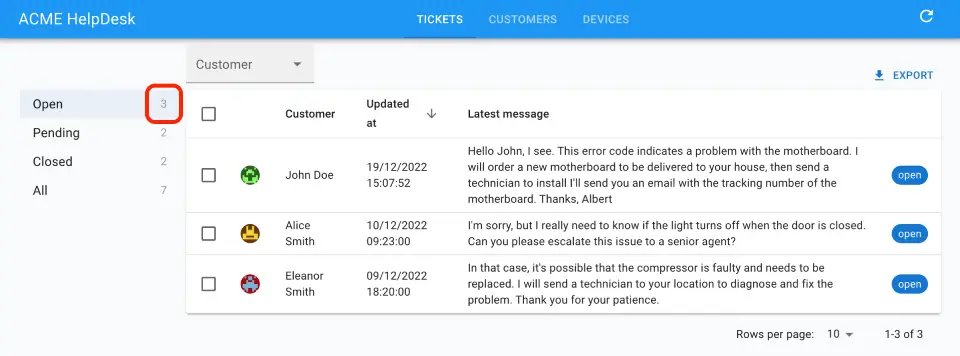 ACME HelpDesk
TICKETS
CUSTOMERS
DEVICES
Customer
EXPORT
Open 3
Pending 2
Closed 2
All 7
Customer
Updated
at
Latest message
John Doe
19/12/2022
15:07:52
Hello John, I see. This error code indicates a problem with the motherboard. I
will order a new motherboard to be delivered to your house, then send a
technician to install I'll send you an email with the tracking number of the
motherboard. Thanks, Albert
open
Alice
Smith
10/12/2022
09:23:00
I'm sorry, but I really need to know if the light turns off when the door is closed.
Can you please escalate this issue to a senior agent?
open
Eleanor
Smith
09/12/2022
18:20:00
In that case, it's possible that the compressor is faulty and needs to be
replaced. I will send a technician to your location to diagnose and fix the
problem. Thank you for your patience.
open
Rows per page: 10
1-3 of 3